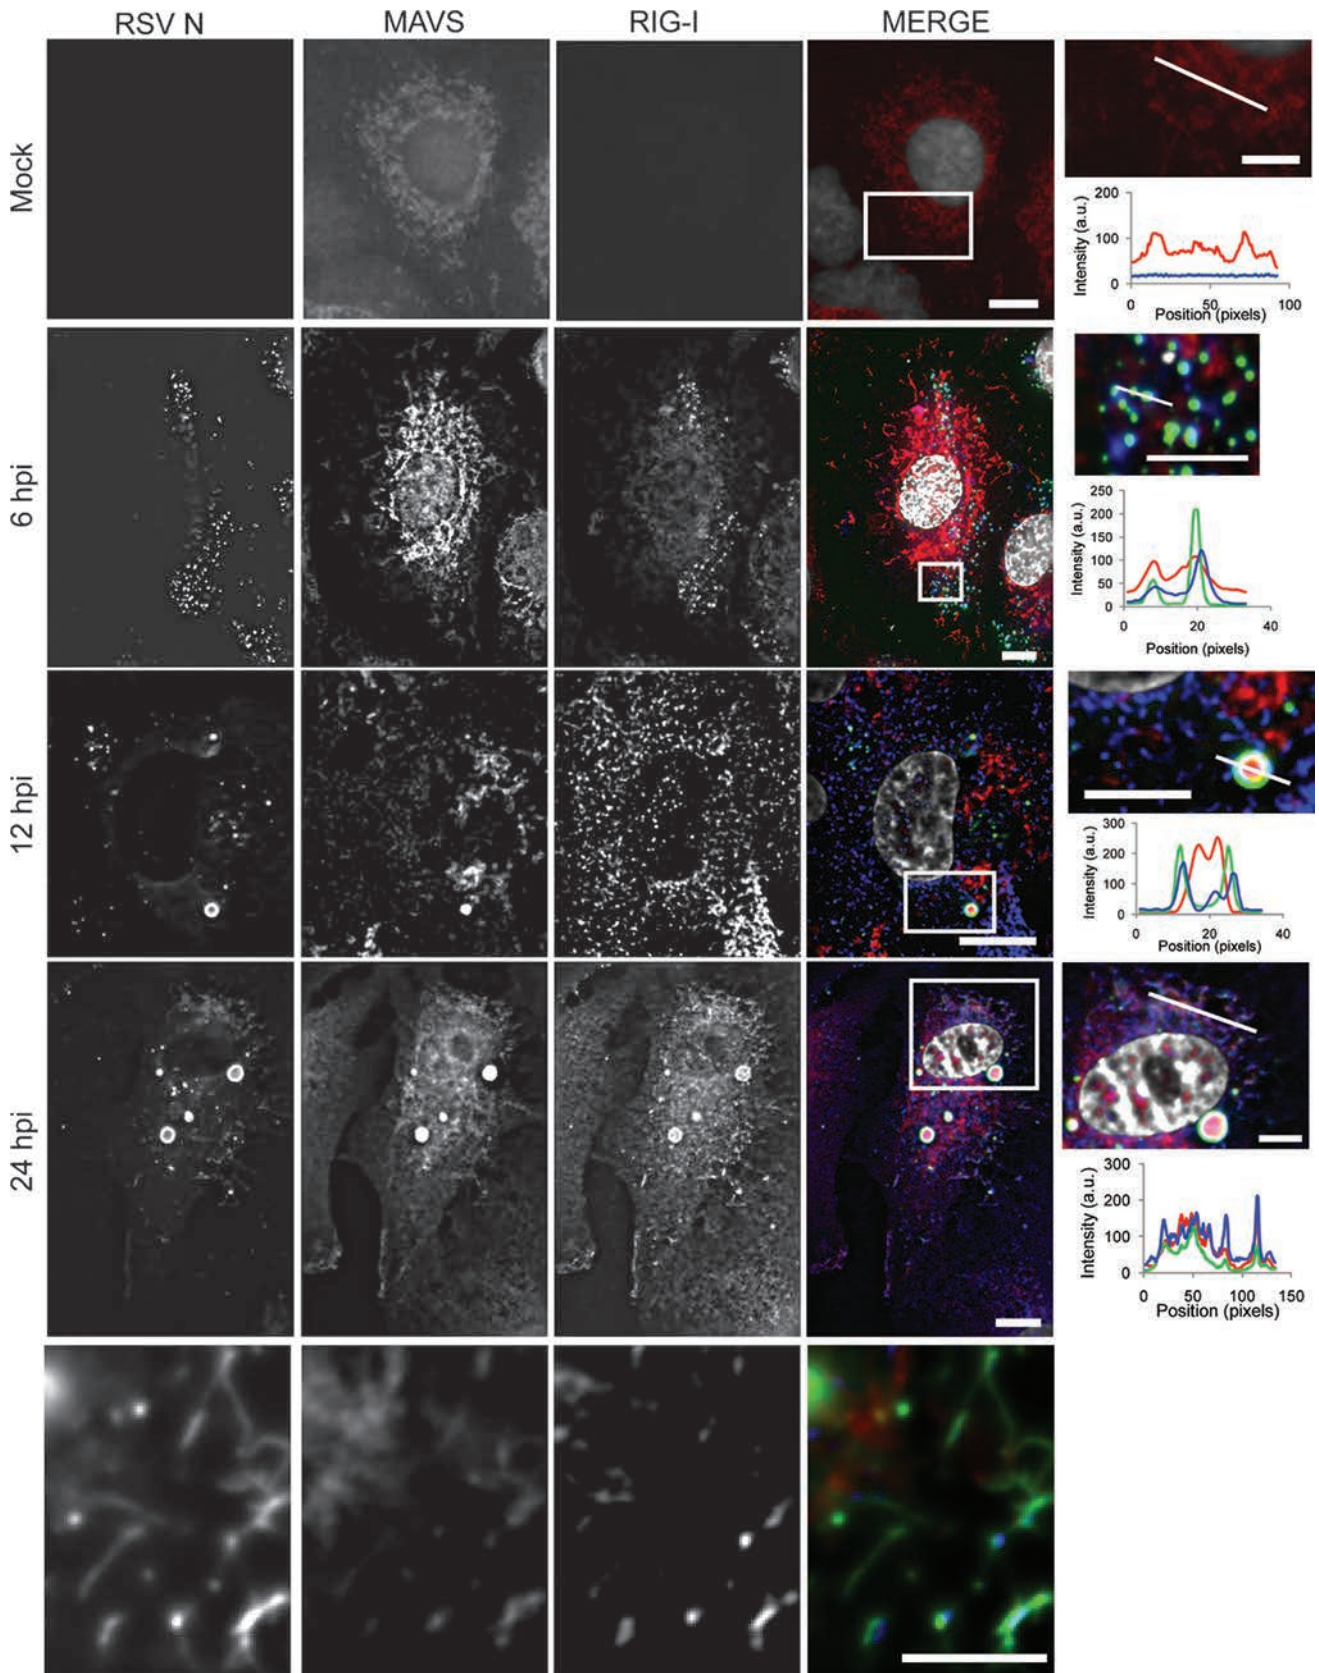 RSV N MAVS RIG-I MERGE
Mock
200
100
0
Intensity (a.u.)
0 50 100
Position (pixels)
6 hpi
250
200
150
100
50
0
Intensity (a.u.)
0 20 40
Position (pixels)
12 hpi
300
200
100
0
Intensity (a.u.)
0 20 40
Position (pixels)
24 hpi
300
200
100
0
Intensity (a.u.)
0 50 100 150
Position (pixels)